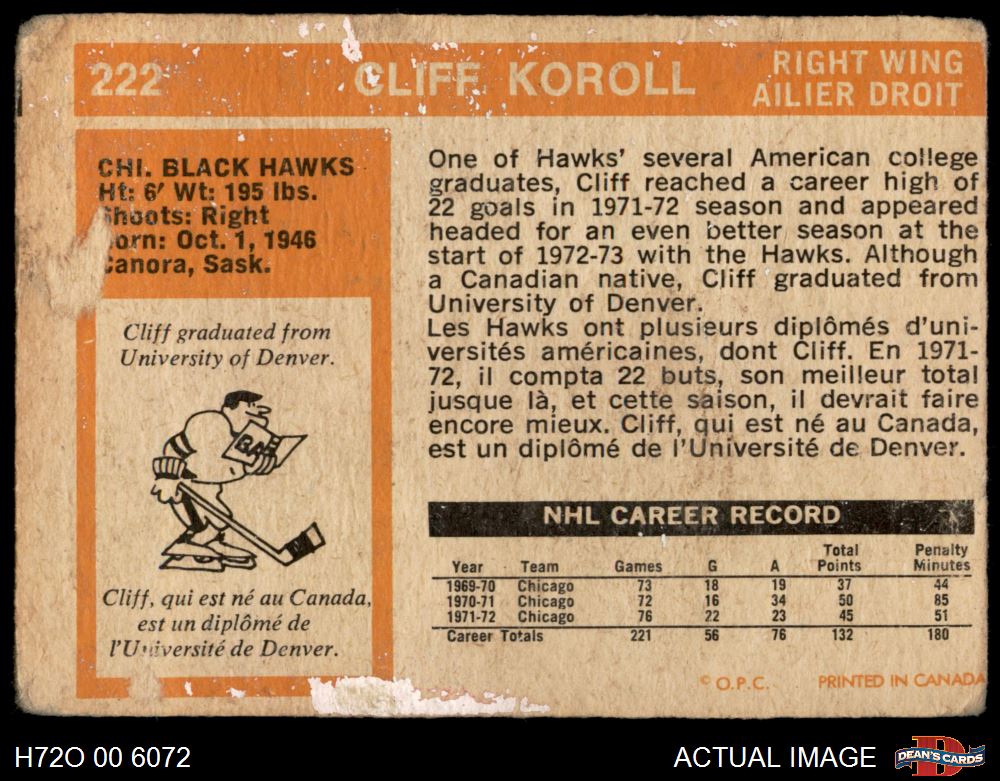 222 CLIFF KOROLL RIGHT WING
AILIER DROIT
CHI. BLACK HAWKS
Ht: 6' Wt: 195 lbs.
Shoots: Right
Born: Oct. 1, 1946
Canora, Sask.
Cliff graduated from
University of Denver.
BA
Cliff, qui est né au Canada,
est un diplômé de
l'Université de Denver.
One of Hawks' several American college
graduates, Cliff reached a career high of
22 goals in 1971-72 season and appeared
headed for an even better season at the
start of 1972-73 with the Hawks. Although
a Canadian native, Cliff graduated from
University of Denver.
Les Hawks ont plusieurs diplômés d'uni-
versités américaines, dont Cliff. En 1971-
72, il compta 22 buts, son meilleur total
jusque là, et cette saison, il devrait faire
encore mieux. Cliff, qui est né au Canada,
est un diplômé de l'Université de Denver.
NHL CAREER RECORD
Year Team Games G A Total Points Penalty Minutes
1969-70 Chicago 73 18 19 37 44
1970-71 Chicago 72 16 34 50 85
1971-72 Chicago 76 22 23 45 51
Career Totals 221 56 76 132 180
© O.P.C. PRINTED IN CANADA
H72O 00 6072 ACTUAL IMAGE DEAN'S CARDS